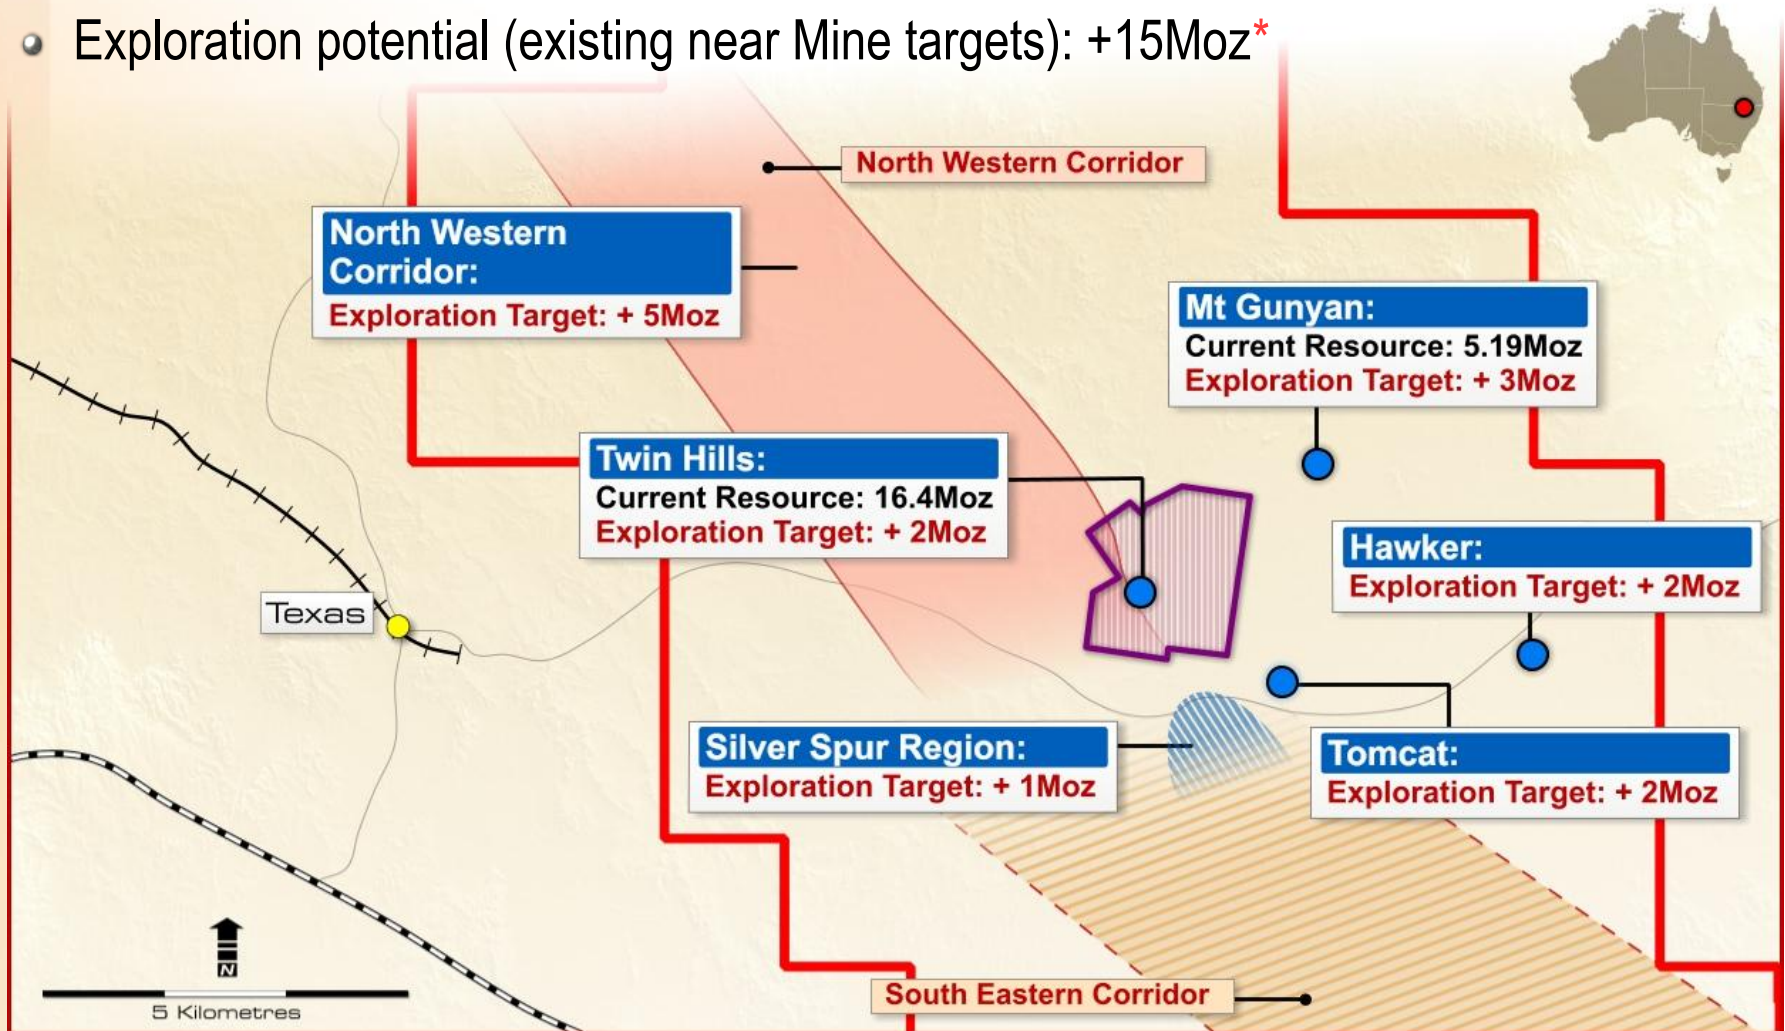 Exploration potential (existing near Mine targets): +15Moz*
North Western Corridor
North Western
Corridor:
Exploration Target: + 5Moz
Mt Gunyan:
Current Resource: 5.19Moz
Exploration Target: + 3Moz
Twin Hills:
Current Resource: 16.4Moz
Exploration Target: + 2Moz
Hawker:
Exploration Target: + 2Moz
Texas
Silver Spur Region:
Exploration Target: + 1Moz
Tomcat:
Exploration Target: + 2Moz
N
South Eastern Corridor
5 Kilometres